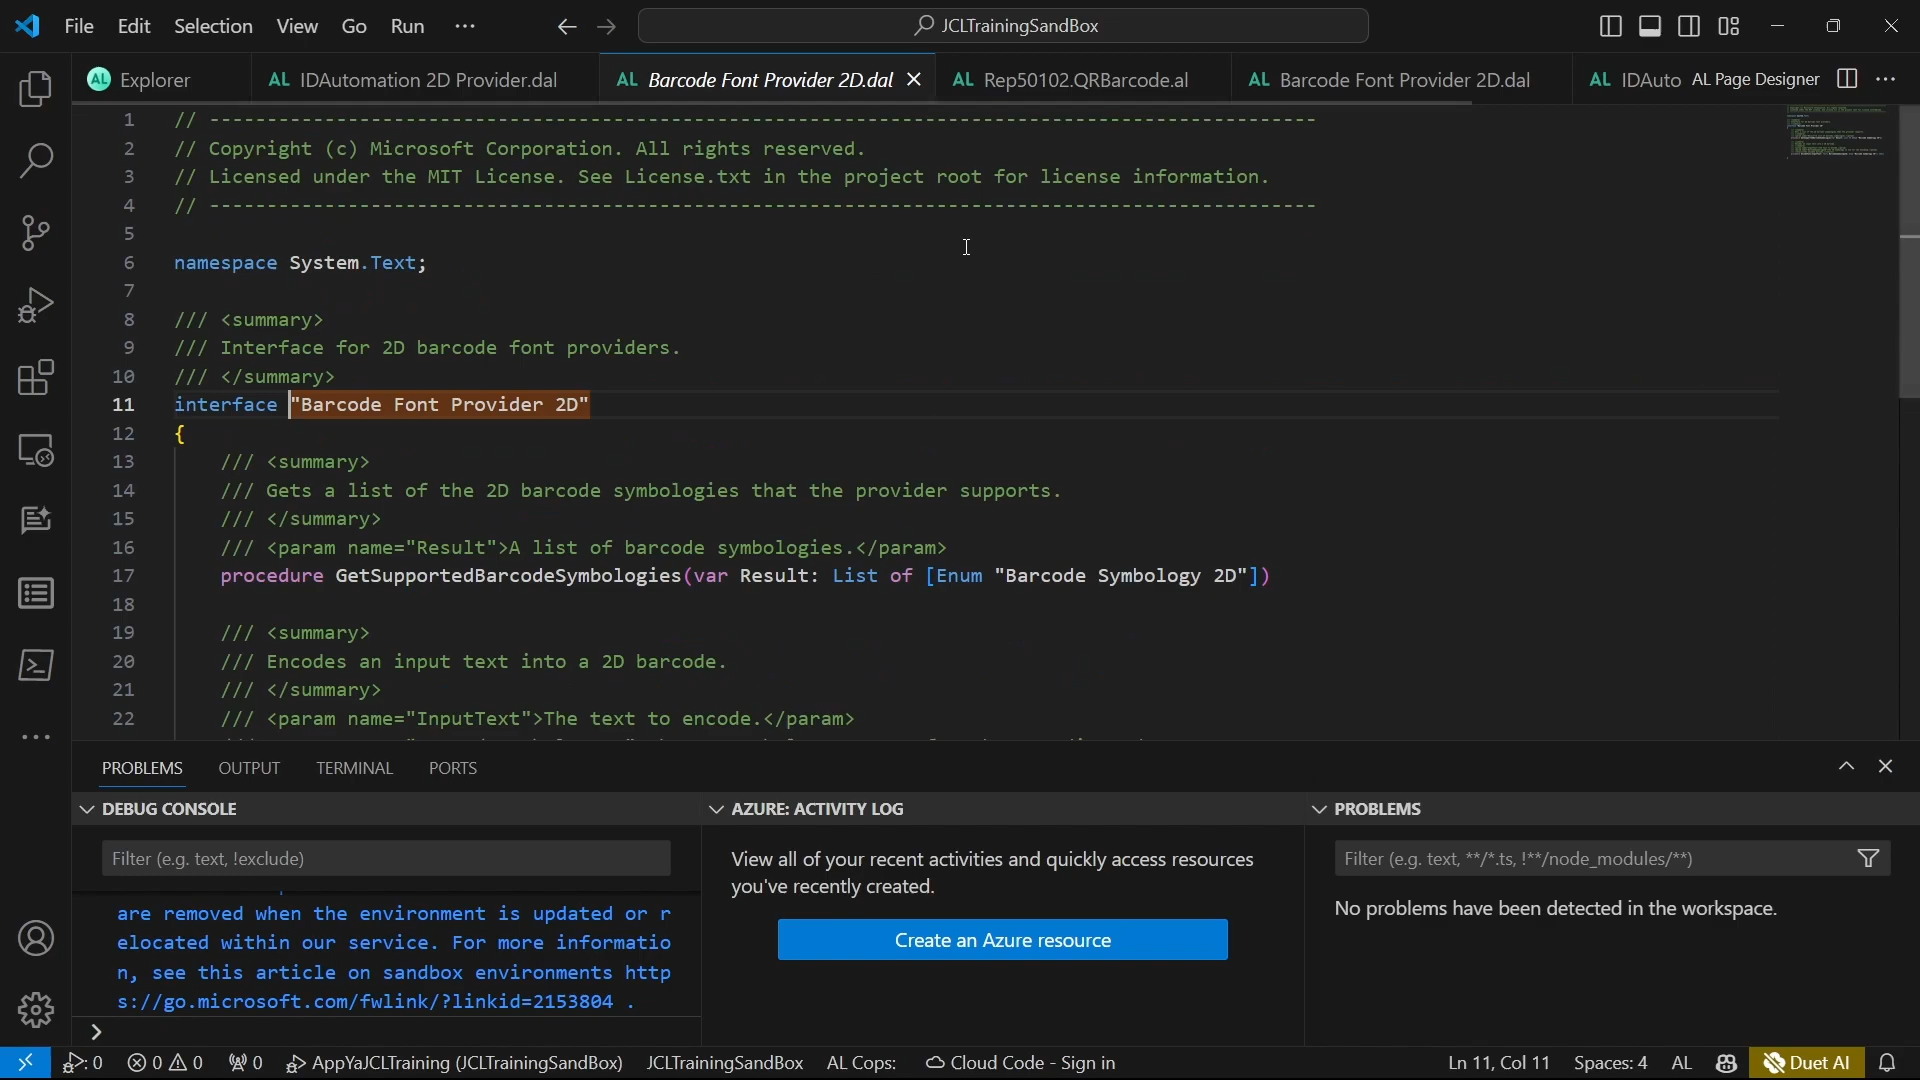 File Edit Selection View Go Run ···
JCLTrainingSandBox
AL Explorer
AL IDAutomation 2D Provider.dal
AL Barcode Font Provider 2D.dal
AL Rep50102.QRBarcode.al
AL Barcode Font Provider 2D.dal
AL IDAuto
AL Page Designer
1 // ------------------------------------------------------------------------------------------------
2 // Copyright (c) Microsoft Corporation. All rights reserved.
3 // Licensed under the MIT License. See License.txt in the project root for license information.
4 // ------------------------------------------------------------------------------------------------
5
6 namespace System.Text;
7
8 /// <summary>
9 /// Interface for 2D barcode font providers.
10 /// </summary>
11 interface "Barcode Font Provider 2D"
12 {
13 /// <summary>
14 /// Gets a list of the 2D barcode symbologies that the provider supports.
15 /// </summary>
16 /// <param name="Result">A list of barcode symbologies.</param>
17 procedure GetSupportedBarcodeSymbologies(var Result: List of [Enum "Barcode Symbology 2D"])
18
19 /// <summary>
20 /// Encodes an input text into a 2D barcode.
21 /// </summary>
22 /// <param name="InputText">The text to encode.</param>
PROBLEMS OUTPUT TERMINAL PORTS
DEBUG CONSOLE
Filter (e.g. text, !exclude)
are removed when the environment is updated or r
elocated within our service. For more informatio
n, see this article on sandbox environments http
s://go.microsoft.com/fwlink/?linkid=2153804 .
AZURE: ACTIVITY LOG
View all of your recent activities and quickly access resources
you've recently created.
Create an Azure resource
PROBLEMS
Filter (e.g. text, **/*.ts, !**/node_modules/**)
No problems have been detected in the workspace.
: 0 0 0 0 AppYaJCLTraining (JCLTrainingSandBox) JCLTrainingSandBox AL Cops: Cloud Code - Sign in Ln 11, Col 11 Spaces: 4 AL Duet AI